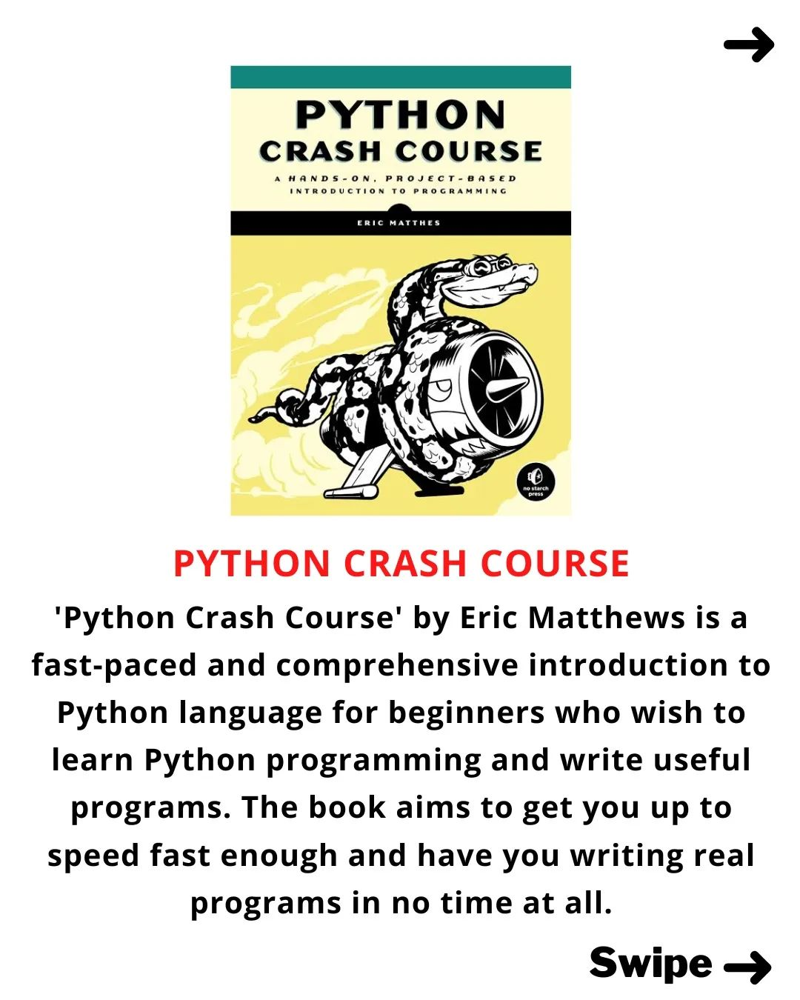 PYTHON
CRASH COURSE
A HANDS-ON, PROJECT-BASED
INTRODUCTION TO PROGRAMMING
ERIC MATTHES
no starch
press
PYTHON CRASH COURSE
'Python Crash Course' by Eric Matthews is a
fast-paced and comprehensive introduction to
Python language for beginners who wish to
learn Python programming and write useful
programs. The book aims to get you up to
speed fast enough and have you writing real
programs in no time at all.
Swipe